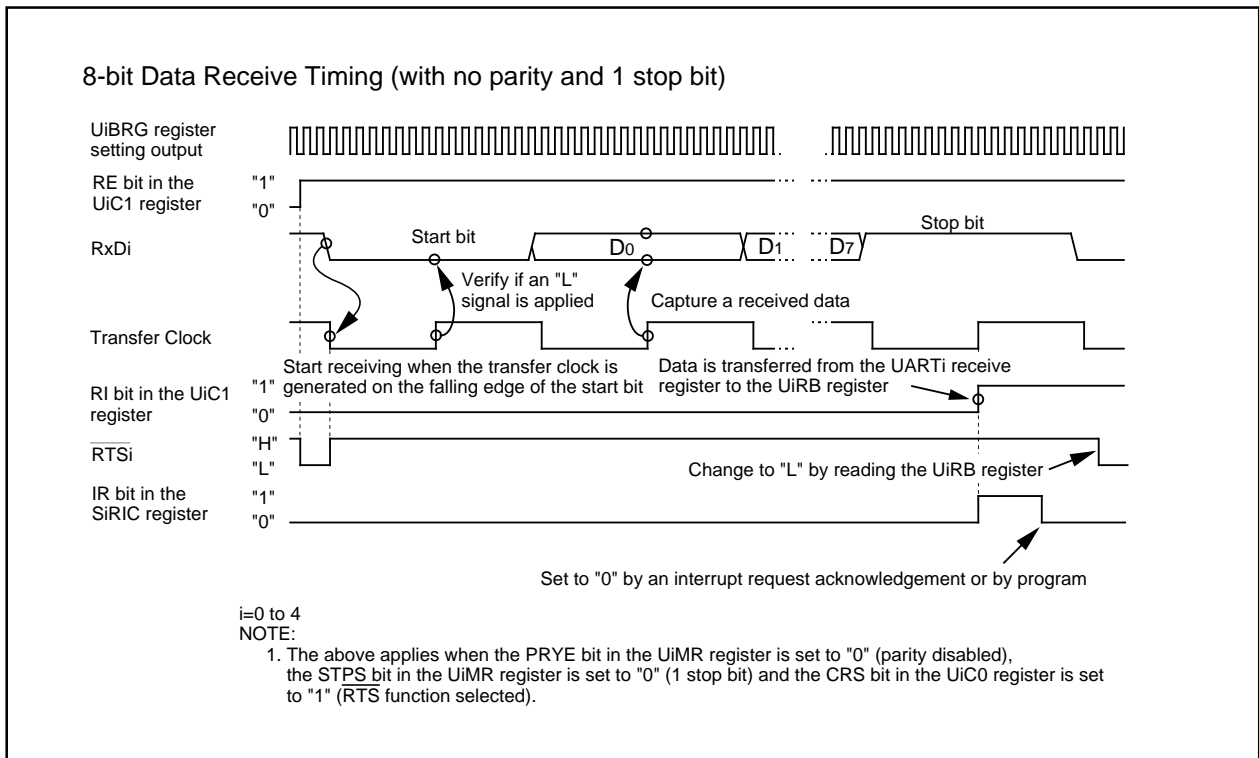 8-bit Data Receive Timing (with no parity and 1 stop bit)
UiBRG register
setting output
RE bit in the
UiC1 register
"1"
"0"
RxDi
Start bit
D0
D1
D7
Stop bit
Verify if an "L"
signal is applied
Capture a received data
Transfer Clock
Start receiving when the transfer clock is
generated on the falling edge of the start bit
Data is transferred from the UARTi receive
register to the UiRB register
RI bit in the UiC1
register
"1"
"0"
RTSi
"H"
"L"
Change to "L" by reading the UiRB register
IR bit in the
SiRIC register
"1"
"0"
Set to "0" by an interrupt request acknowledgement or by program
i=0 to 4
NOTE:
1. The above applies when the PRYE bit in the UiMR register is set to "0" (parity disabled),
the STPS bit in the UiMR register is set to "0" (1 stop bit) and the CRS bit in the UiC0 register is set
to "1" (RTS function selected).